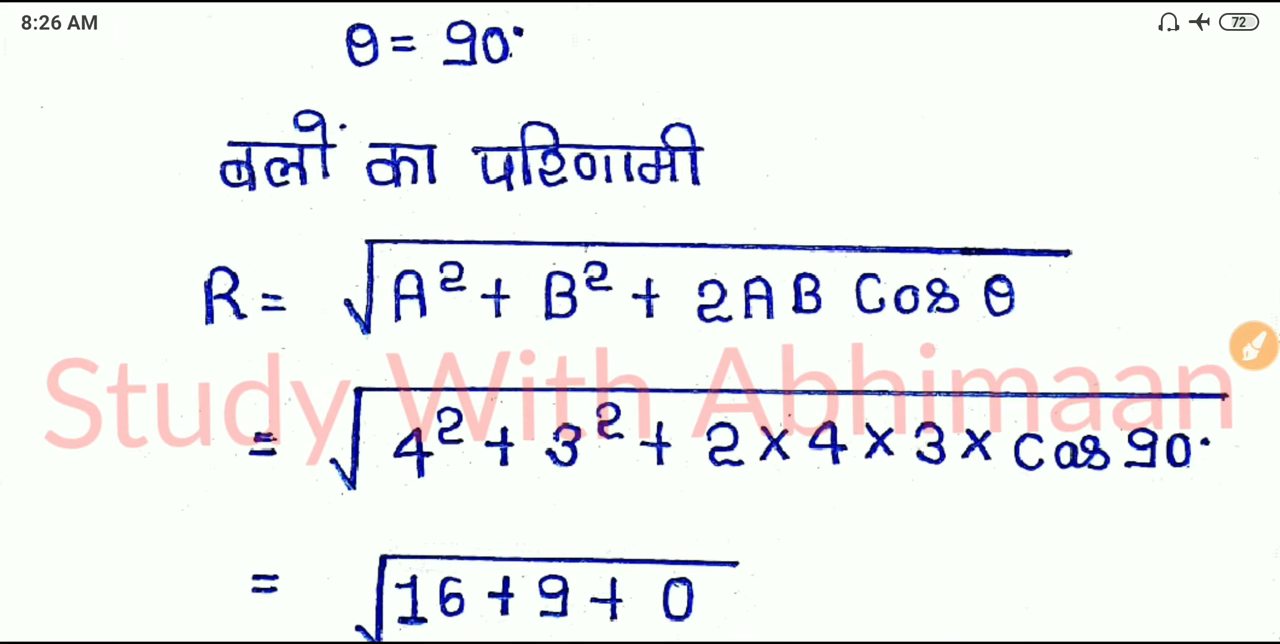 8:26 AM
72
θ = 90°
बलों का परिणामी
R = √A² + B² + 2AB Cos θ
Study With Abhimaan
= √4² + 3² + 2×4×3× Cos 90°
= √16 + 9 + 0